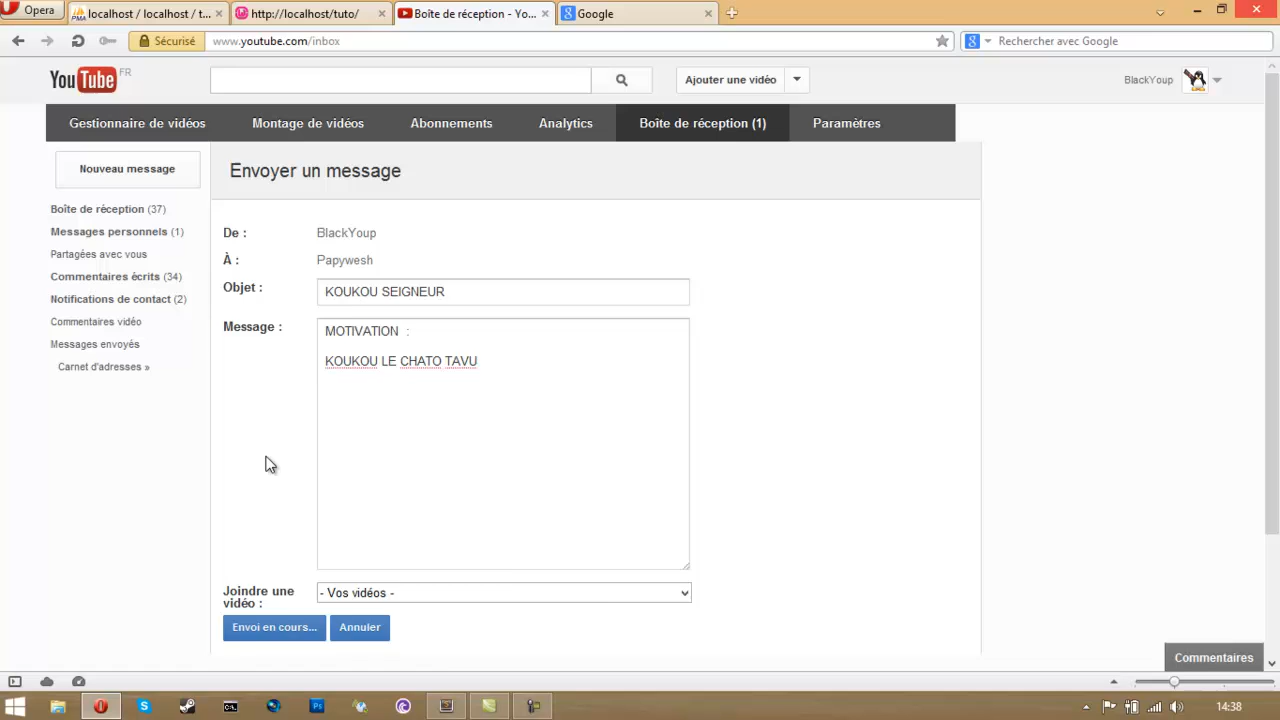 Opera
localhost / localhost / t...
http://localhost/tuto/
Boîte de réception - Yo...
Google
Sécurisé
www.youtube.com/inbox
Rechercher avec Google
YouTube FR
Ajouter une vidéo
BlackYoup
Gestionnaire de vidéos
Montage de vidéos
Abonnements
Analytics
Boîte de réception (1)
Paramètres
Nouveau message
Envoyer un message
Boîte de réception (37)
Messages personnels (1)
Partagées avec vous
Commentaires écrits (34)
Notifications de contact (2)
Commentaires vidéo
Messages envoyés
Carnet d'adresses »
De : BlackYoup
À : Papywesh
Objet : KOUKOU SEIGNEUR
Message : MOTIVATION :
KOUKOU LE CHATO TAVU
Joindre une
vidéo :
- Vos vidéos -
Envoi en cours...
Annuler
Commentaires
14:38